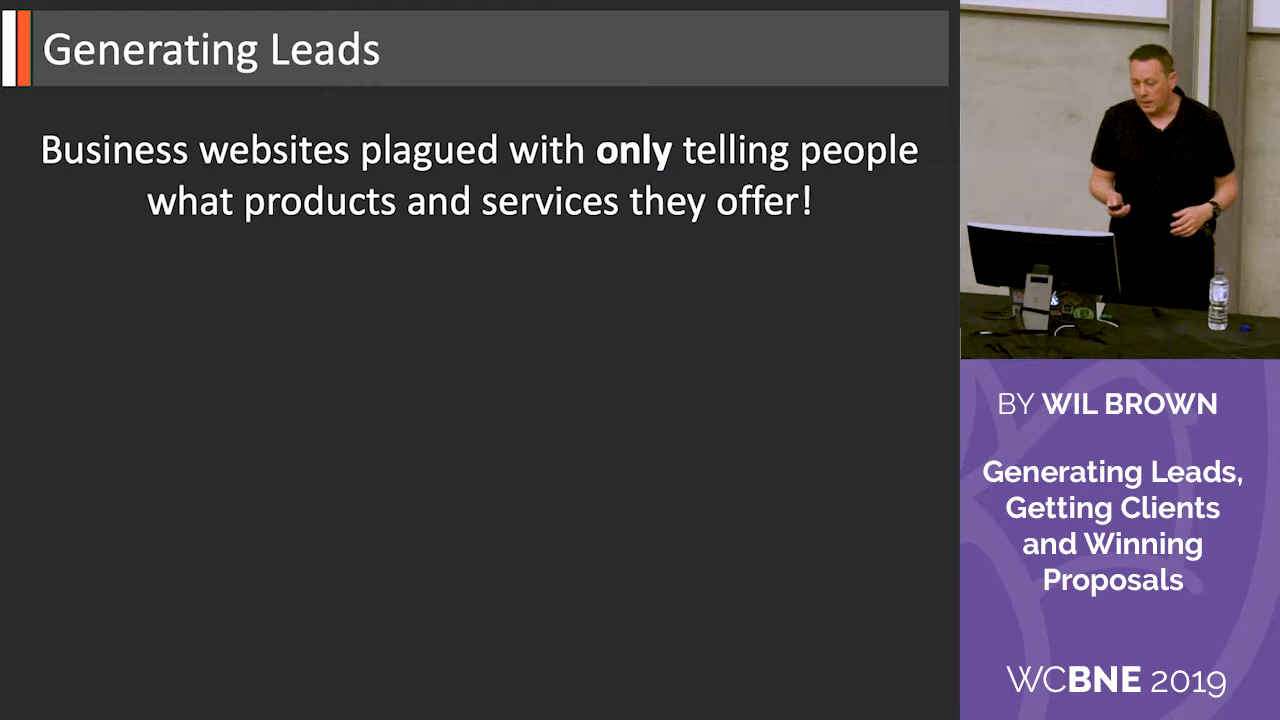 Generating Leads
Business websites plagued with only telling people
what products and services they offer!
BY WIL BROWN
Generating Leads,
Getting Clients
and Winning
Proposals
WCBNE 2019